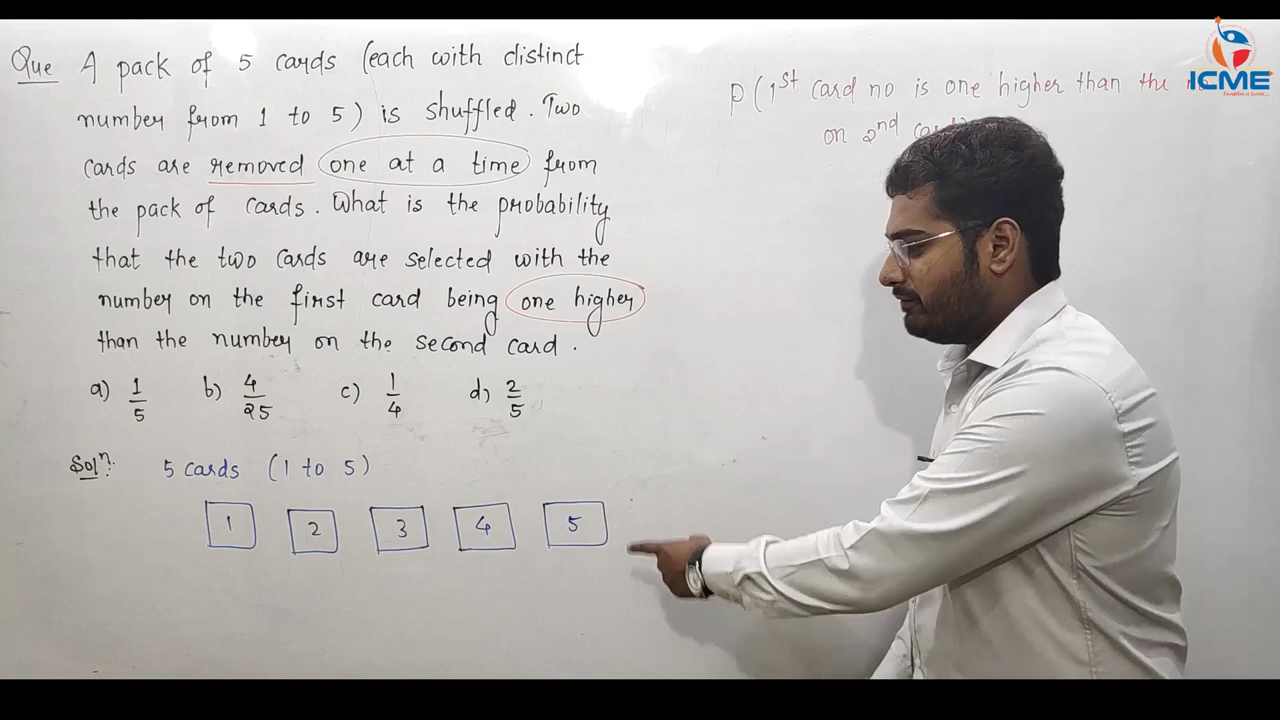 Que A pack of 5 cards (each with distinct
number from 1 to 5) is shuffled. Two
cards are removed one at a time from
the pack of cards. What is the probability
that the two cards are selected with the
number on the first card being one higher
than the number on the second card.
a) 1/5 b) 4/25 c) 1/4 d) 2/5
Solⁿ: 5 cards (1 to 5)
1 2 3 4 5
P (1st card no is one higher than the no
on 2nd card)
ICME